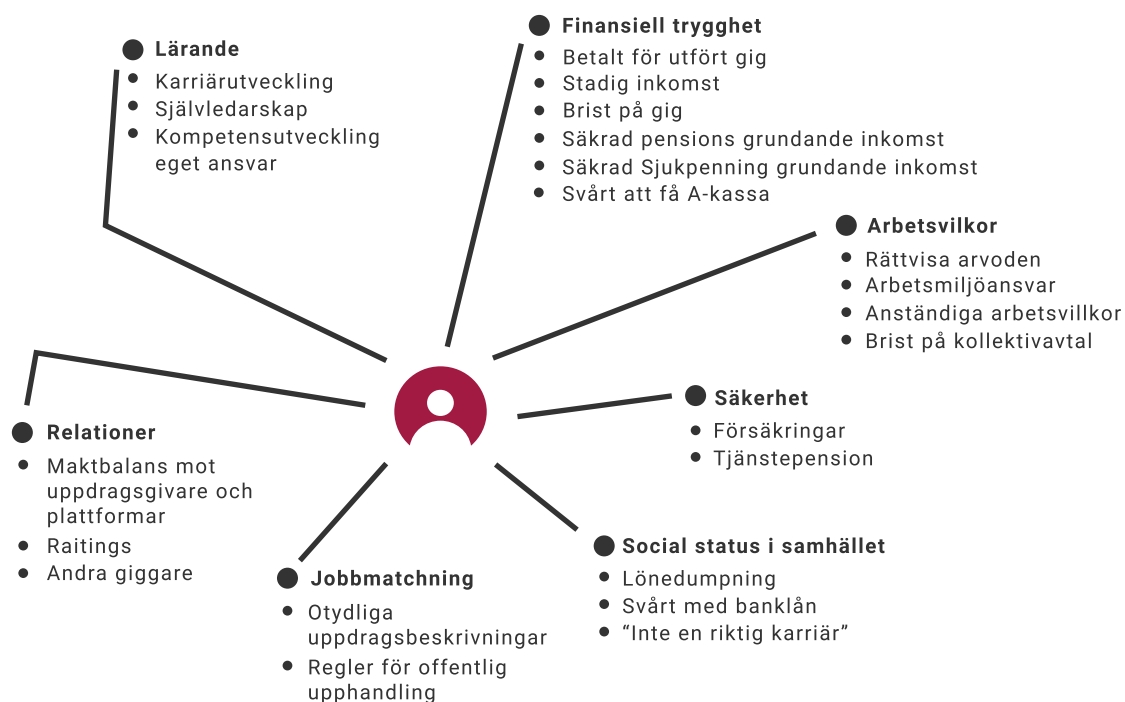 Lärande
Karriärutveckling
Självledarskap
Kompetensutveckling
eget ansvar
Finansiell trygghet
Betalt för utfört gig
Stadig inkomst
Brist på gig
Säkrad pensions grundande inkomst
Säkrad Sjukpenning grundande inkomst
Svårt att få A-kassa
Arbetsvilkor
Rättvisa arvoden
Arbetsmiljöansvar
Anständiga arbetsvillkor
Brist på kollektivavtal
Säkerhet
Försäkringar
Tjänstepension
Relationer
Maktbalans mot
uppdragsgivare och
plattformar
Raitings
Andra giggare
Jobbmatchning
Otydliga
uppdragsbeskrivningar
Regler för offentlig
upphandling
Social status i samhället
Lönedumpning
Svårt med banklån
“Inte en riktig karriär”